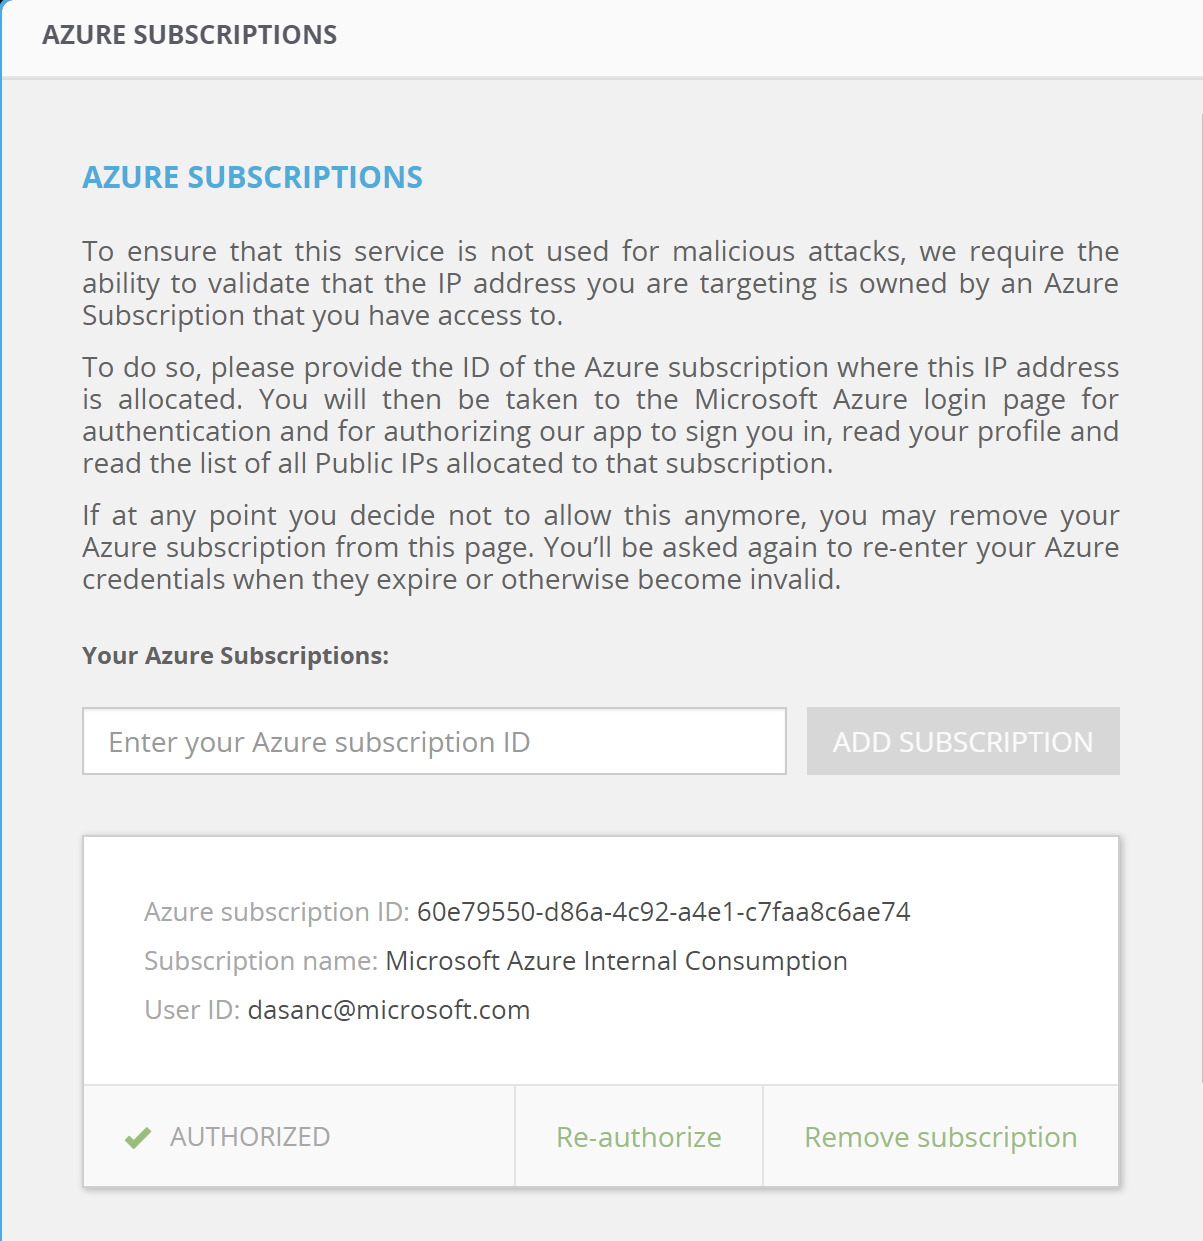 AZURE SUBSCRIPTIONS
AZURE SUBSCRIPTIONS
To ensure that this service is not used for malicious attacks, we require the
ability to validate that the IP address you are targeting is owned by an Azure
Subscription that you have access to.
To do so, please provide the ID of the Azure subscription where this IP address
is allocated. You will then be taken to the Microsoft Azure login page for
authentication and for authorizing our app to sign you in, read your profile and
read the list of all Public IPs allocated to that subscription.
If at any point you decide not to allow this anymore, you may remove your
Azure subscription from this page. You’ll be asked again to re-enter your Azure
credentials when they expire or otherwise become invalid.
Your Azure Subscriptions:
Enter your Azure subscription ID ADD SUBSCRIPTION
Azure subscription ID: 60e79550-d86a-4c92-a4e1-c7faa8c6ae74
Subscription name: Microsoft Azure Internal Consumption
User ID: dasanc@microsoft.com
AUTHORIZED Re-authorize Remove subscription